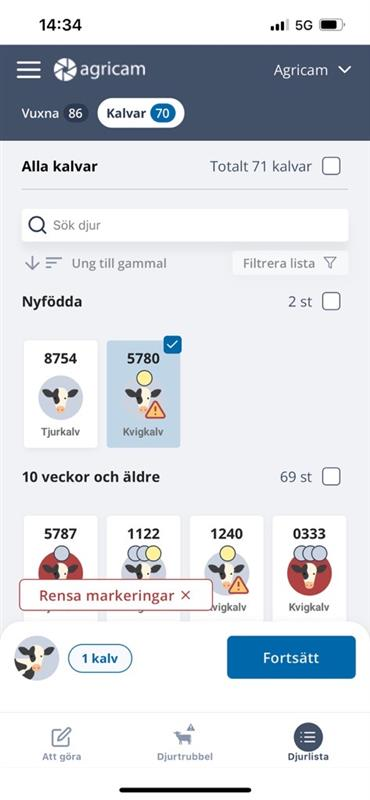 14:34
5G
agricam
Agricam
Vuxna 86
Kalvar 70
Alla kalvar
Totalt 71 kalvar
Sök djur
Ung till gammal
Filtrera lista
Nyfödda
2 st
8754
Tjurkalv
5780
Kvigkalv
10 veckor och äldre
69 st
5787
1122
1240
0333
vigkalv
Kvigkalv
Rensa markeringar ×
1 kalv
Fortsätt
Att göra
Djurtrubbel
Djurlista